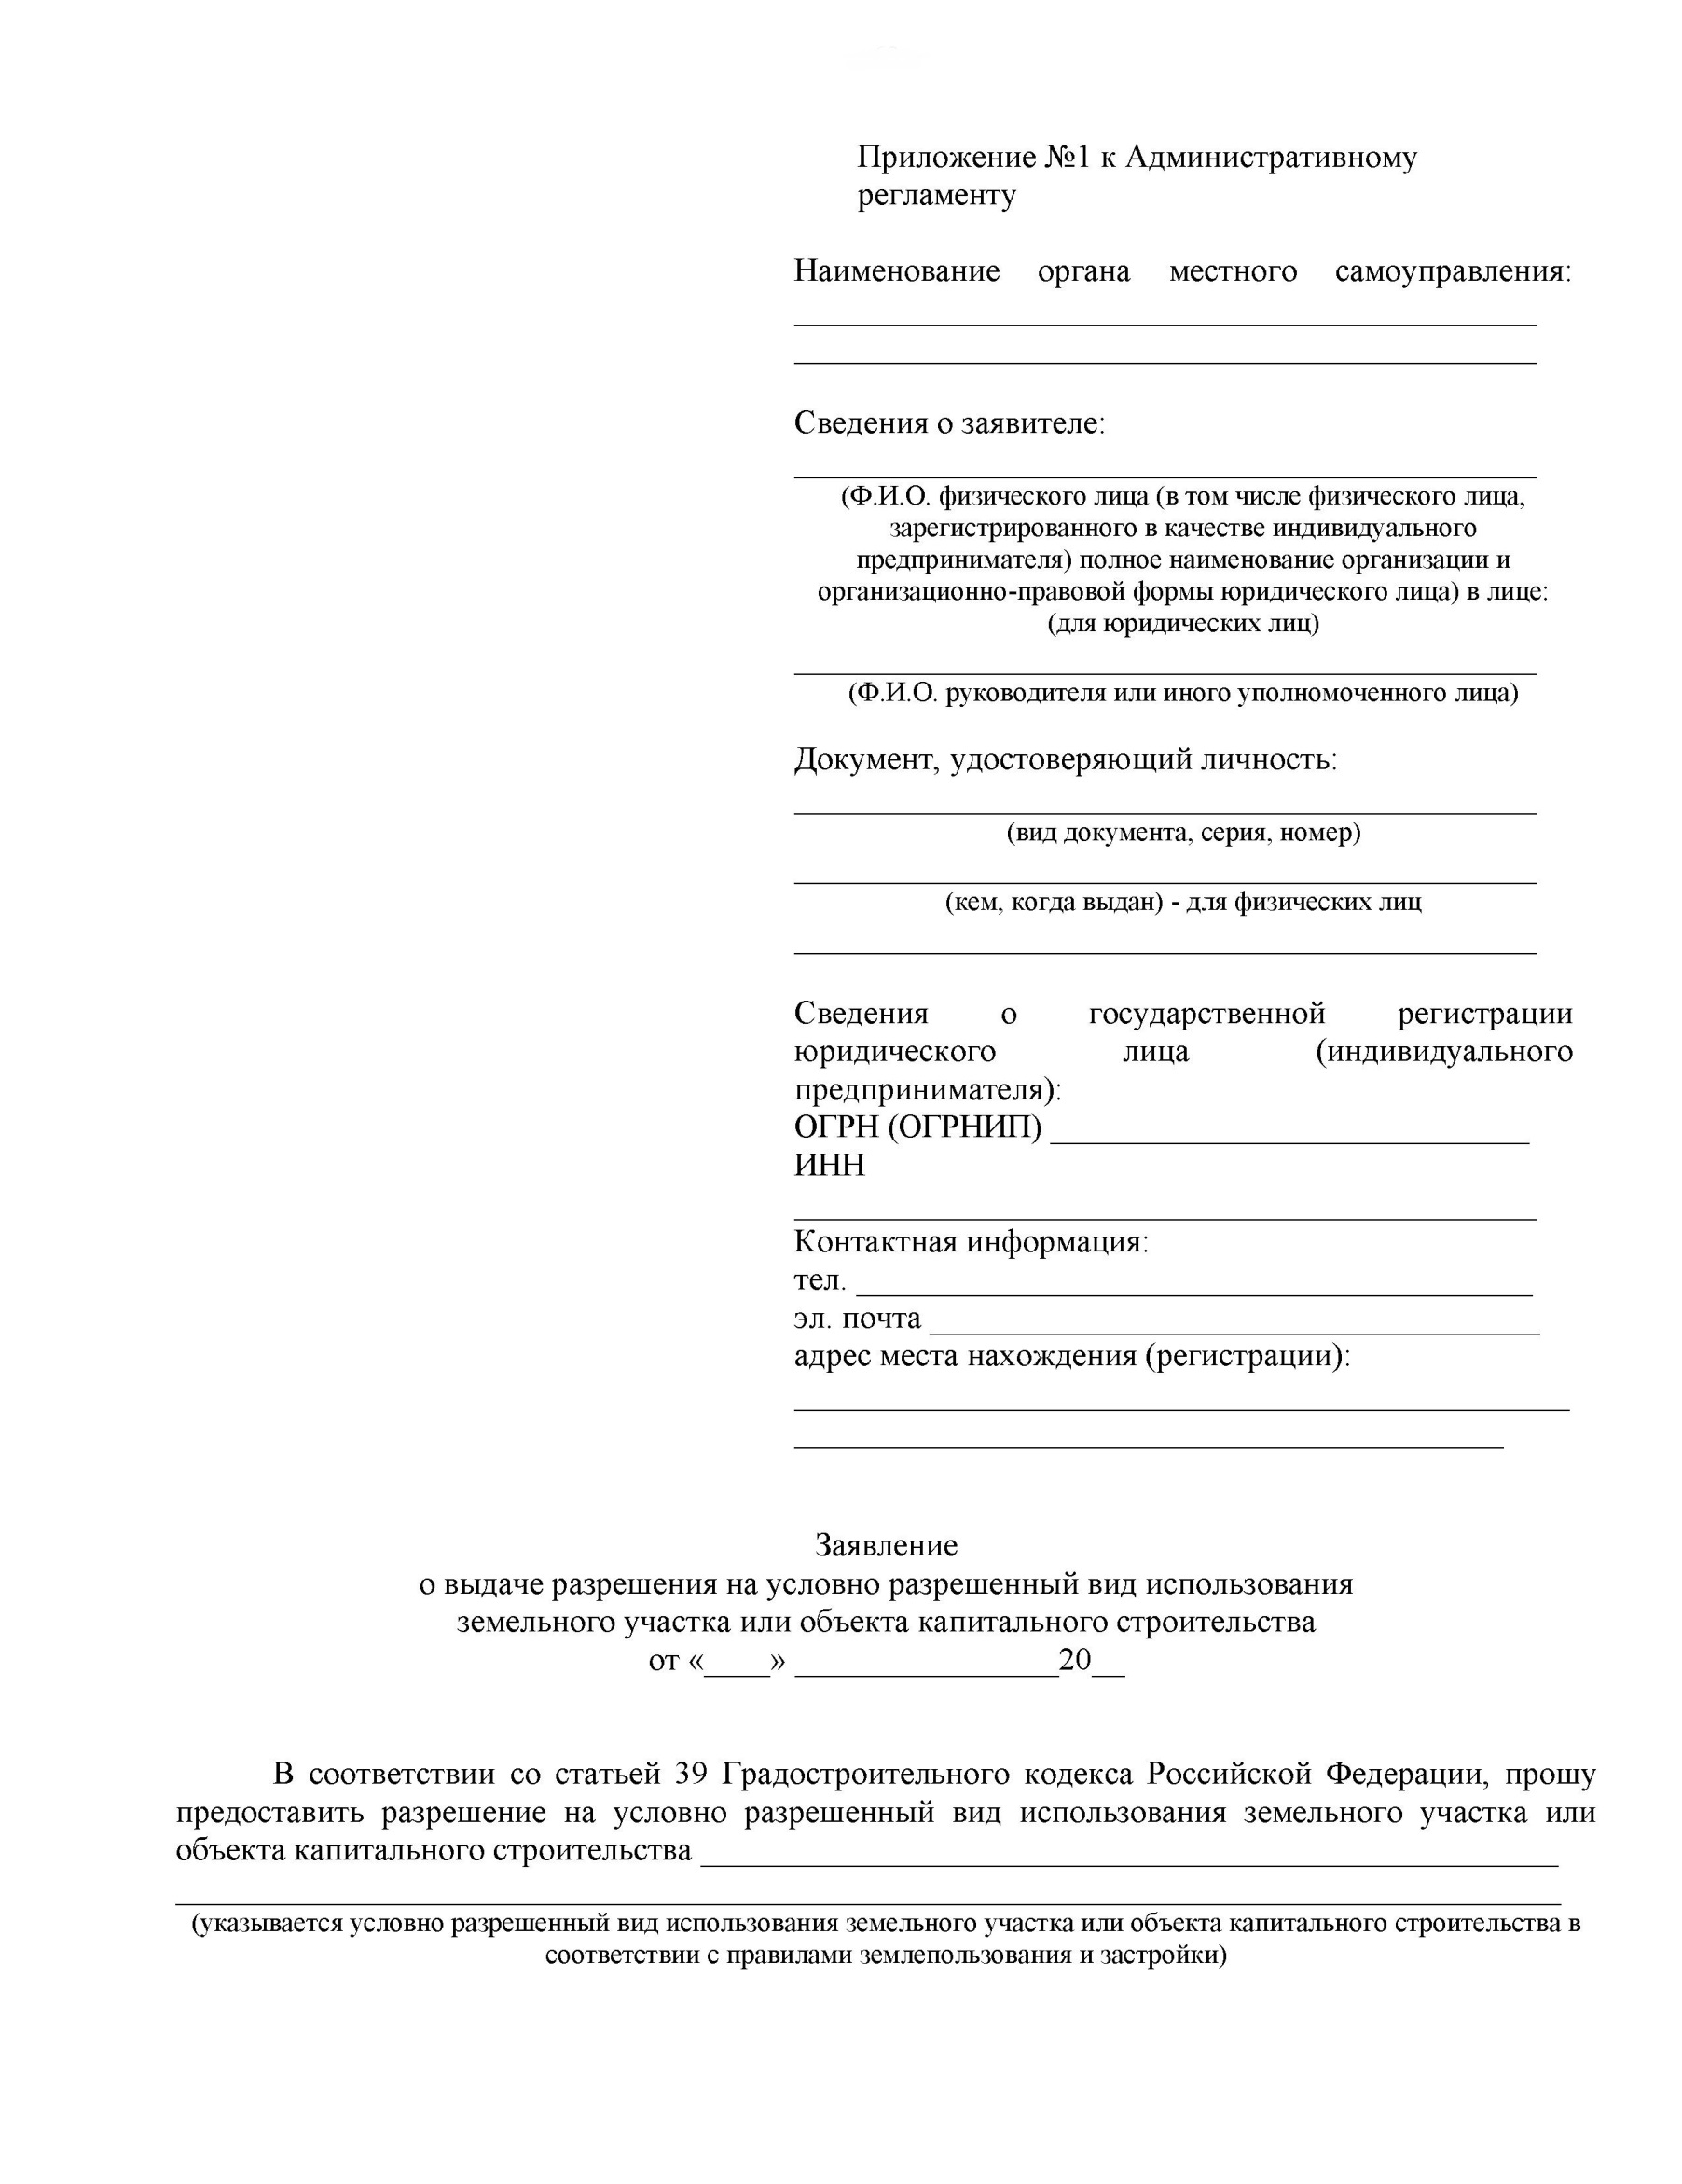 Приложение №1 к Административному
регламенту
Наименование органа местного самоуправления:
Сведения о заявителе:
(Ф.И.О. физического лица (в том числе физического лица,
зарегистрированного в качестве индивидуального
предпринимателя) полное наименование организации и
организационно-правовой формы юридического лица) в лице:
(для юридических лиц)
(Ф.И.О. руководителя или иного уполномоченного лица)
Документ, удостоверяющий личность:
(вид документа, серия, номер)
(кем, когда выдан) - для физических лиц
Сведения о государственной регистрации
юридического лица (индивидуального
предпринимателя):
ОГРН (ОГРНИП) _____________________________
ИНН
Контактная информация:
тел. _________________________________________
эл. почта _____________________________________
адрес места нахождения (регистрации):
Заявление
о выдаче разрешения на условно разрешенный вид использования
земельного участка или объекта капитального строительства
от «____» ________________20__
В соответствии со статьей 39 Градостроительного кодекса Российской Федерации, прошу
предоставить разрешение на условно разрешенный вид использования земельного участка или
объекта капитального строительства ____________________________________________________
(указывается условно разрешенный вид использования земельного участка или объекта капитального строительства в
соответствии с правилами землепользования и застройки)